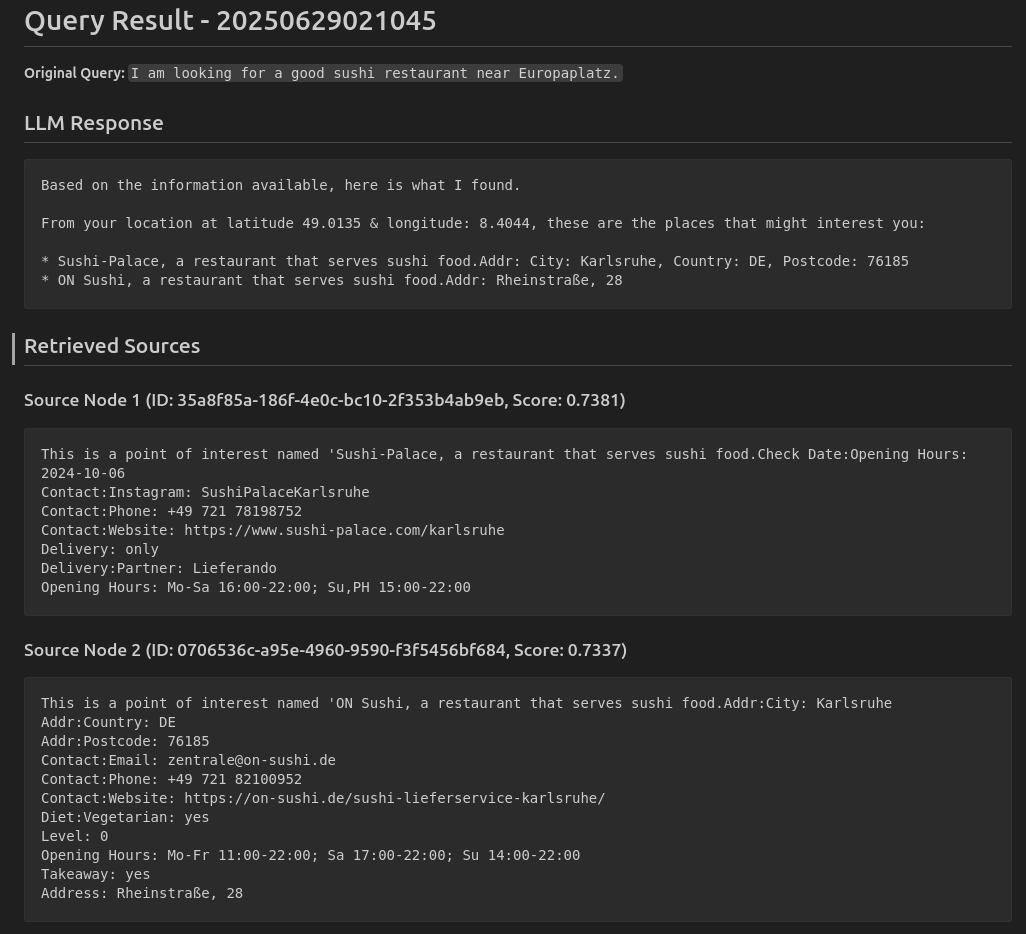 Query Result - 20250629021045
Original Query: I am looking for a good sushi restaurant near Europaplatz.
LLM Response
Based on the information available, here is what I found.
From your location at latitude 49.0135 & longitude: 8.4044, these are the places that might interest you:
* Sushi-Palace, a restaurant that serves sushi food.Addr: City: Karlsruhe, Country: DE, Postcode: 76185
* ON Sushi, a restaurant that serves sushi food.Addr: Rheinstraße, 28
Retrieved Sources
Source Node 1 (ID: 35a8f85a-186f-4e0c-bc10-2f353b4ab9eb, Score: 0.7381)
This is a point of interest named 'Sushi-Palace, a restaurant that serves sushi food.Check Date:Opening Hours:
2024-10-06
Contact:Instagram: SushiPalaceKarlsruhe
Contact:Phone: +49 721 78198752
Contact:Website: https://www.sushi-palace.com/karlsruhe
Delivery: only
Delivery:Partner: Lieferando
Opening Hours: Mo-Sa 16:00-22:00; Su,PH 15:00-22:00
Source Node 2 (ID: 0706536c-a95e-4960-9590-f3f5456bf684, Score: 0.7337)
This is a point of interest named 'ON Sushi, a restaurant that serves sushi food.Addr:City: Karlsruhe
Addr:Country: DE
Addr:Postcode: 76185
Contact:Email: zentrale@on-sushi.de
Contact:Phone: +49 721 82100952
Contact:Website: https://on-sushi.de/sushi-lieferservice-karlsruhe/
Diet:Vegetarian: yes
Level: 0
Opening Hours: Mo-Fr 11:00-22:00; Sa 17:00-22:00; Su 14:00-22:00
Takeaway: yes
Address: Rheinstraße, 28